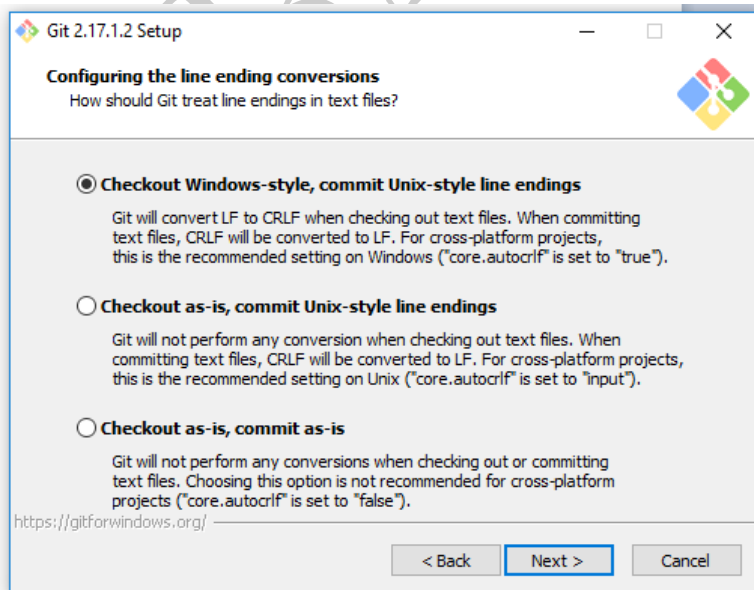 Git 2.17.1.2 Setup
Configuring the line ending conversions
How should Git treat line endings in text files?
Checkout Windows-style, commit Unix-style line endings
Git will convert LF to CRLF when checking out text files. When committing
text files, CRLF will be converted to LF. For cross-platform projects,
this is the recommended setting on Windows ("core.autocrlf" is set to "true").
Checkout as-is, commit Unix-style line endings
Git will not perform any conversion when checking out text files. When
committing text files, CRLF will be converted to LF. For cross-platform projects,
this is the recommended setting on Unix ("core.autocrlf" is set to "input").
Checkout as-is, commit as-is
Git will not perform any conversions when checking out or committing
text files. Choosing this option is not recommended for cross-platform
projects ("core.autocrlf" is set to "false").
https://gitforwindows.org/
< Back
Next >
Cancel